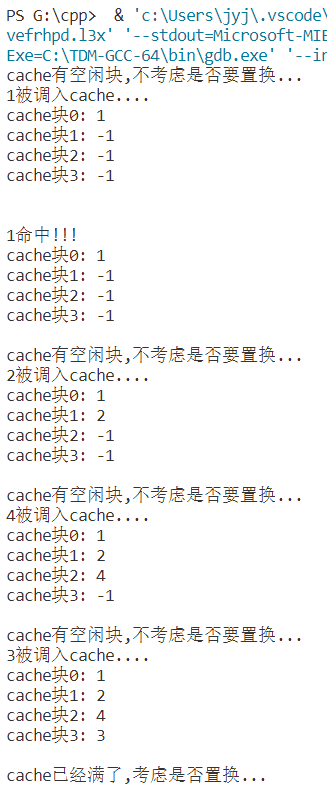 PS G:\cpp>  & 'c:\Users\jyj\.vscode\
vefrhpd.l3x' '--stdout=Microsoft-MIE
Exe=C:\TDM-GCC-64\bin\gdb.exe' '--in
cache有空闲块,不考虑是否要置换...
1被调入cache....
cache块0: 1
cache块1: -1
cache块2: -1
cache块3: -1
1命中!!!
cache块0: 1
cache块1: -1
cache块2: -1
cache块3: -1
cache有空闲块,不考虑是否要置换...
2被调入cache....
cache块0: 1
cache块1: 2
cache块2: -1
cache块3: -1
cache有空闲块,不考虑是否要置换...
4被调入cache....
cache块0: 1
cache块1: 2
cache块2: 4
cache块3: -1
cache有空闲块,不考虑是否要置换...
3被调入cache....
cache块0: 1
cache块1: 2
cache块2: 4
cache块3: 3
cache已经满了,考虑是否置换...